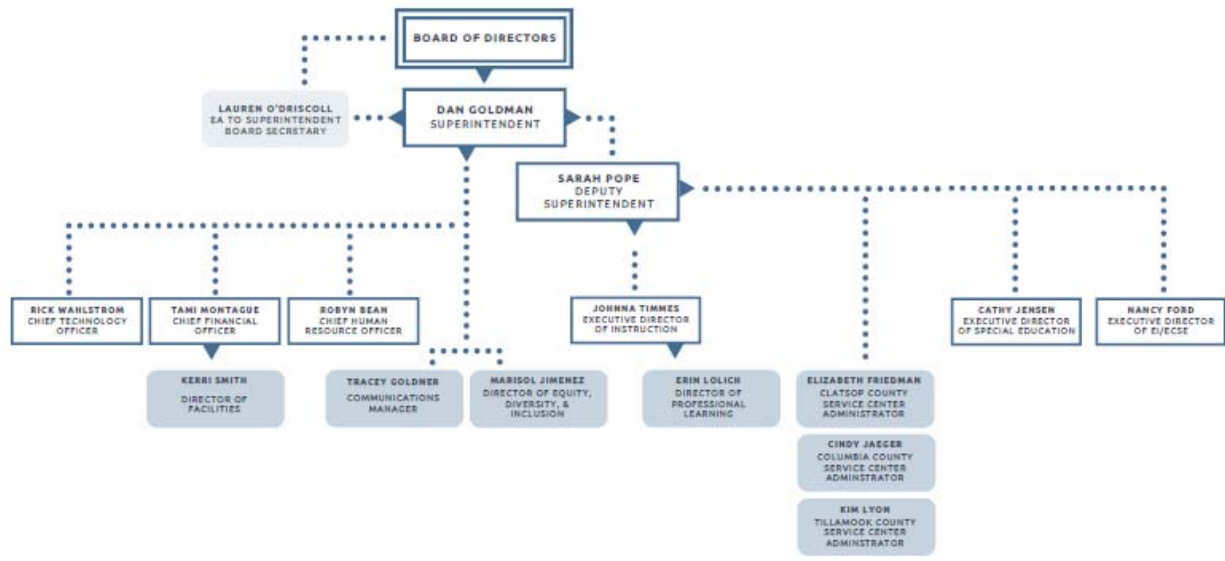 BOARD OF DIRECTORS
LAUREN O'DRISCOLL
EA TO SUPERINTENDENT
BOARD SECRETARY
DAN GOLDMAN
SUPERINTENDENT
SARAH POPE
DEPUTY
SUPERINTENDENT
RICK WAHLSTROM
CHIEF TECHNOLOGY
OFFICER
TAMI MONTAGUE
CHIEF FINANCIAL
OFFICER
ROBYN BEAN
CHIEF HUMAN
RESOURCE OFFICER
JOHNNA TIMMES
EXECUTIVE DIRECTOR
OF INSTRUCTION
CATHY JENSEN
EXECUTIVE DIRECTOR
OF SPECIAL EDUCATION
NANCY FORD
EXECUTIVE DIRECTOR
OF EI/ECSE
KERRI SMITH
DIRECTOR OF
FACILITIES
TRACEY GOLDNER
COMMUNICATIONS
MANAGER
MARISOL JIMENEZ
DIRECTOR OF EQUITY,
DIVERSITY, &
INCLUSION
ERIN LOLICH
DIRECTOR OF
PROFESSIONAL
LEARNING
ELIZABETH FRIEDMAN
CLATSOP COUNTY
SERVICE CENTER
ADMINISTRATOR
CINDY JAEGER
COLUMBIA COUNTY
SERVICE CENTER
ADMINSTRATOR
KIM LYON
TILLAMOOK COUNTY
SERVICE CENTER
ADMINSTRATOR